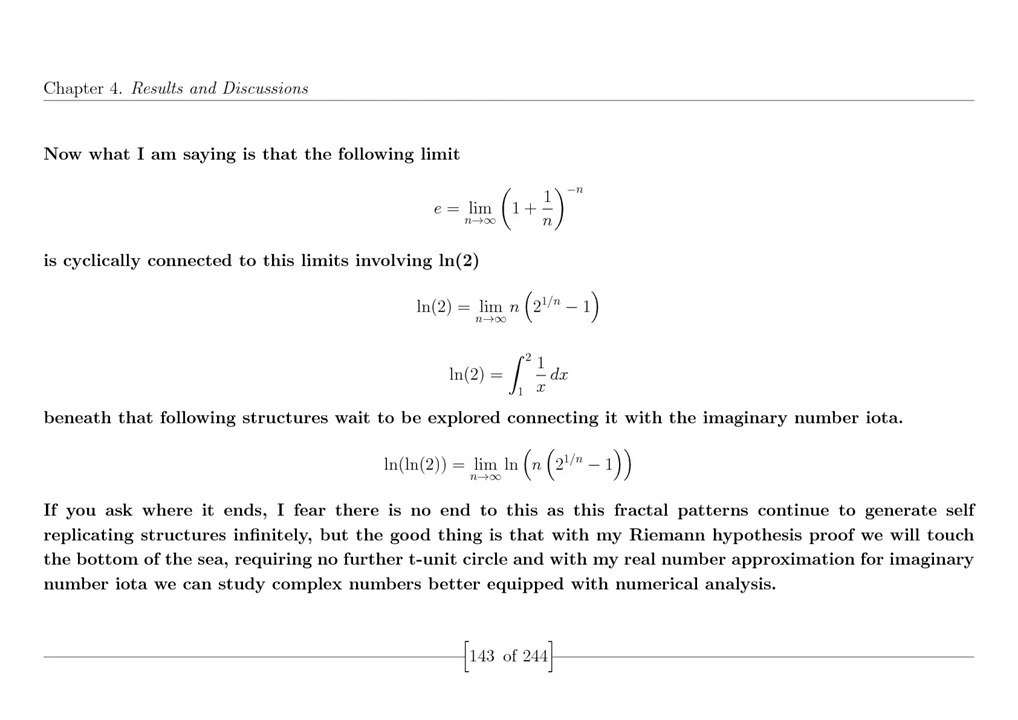 Chapter 4. Results and Discussions
Now what I am saying is that the following limit
e = lim_{n→∞} (1 + 1/n)^{-n}
is cyclically connected to this limits involving ln(2)
ln(2) = lim_{n→∞} n (2^{1/n} − 1)
ln(2) = ∫_1^2 1/x dx
beneath that following structures wait to be explored connecting it with the imaginary number iota.
ln(ln(2)) = lim_{n→∞} ln (n (2^{1/n} − 1))
If you ask where it ends, I fear there is no end to this as this fractal patterns continue to generate self
replicating structures infinitely, but the good thing is that with my Riemann hypothesis proof we will touch
the bottom of the sea, requiring no further t-unit circle and with my real number approximation for imaginary
number iota we can study complex numbers better equipped with numerical analysis.
[143 of 244]